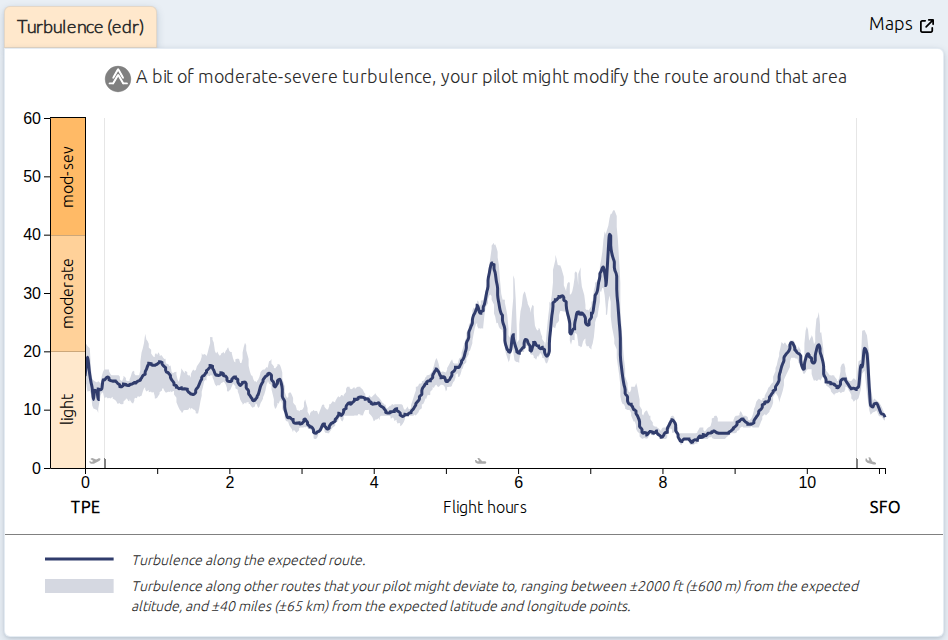 Turbulence (edr)
Maps
A bit of moderate-severe turbulence, your pilot might modify the route around that area
60
50
40
30
20
10
0
mod-sev
moderate
light
0
2
4
6
8
10
TPE
Flight hours
SFO
Turbulence along the expected route.
Turbulence along other routes that your pilot might deviate to, ranging between ±2000 ft (±600 m) from the expected
altitude, and ±40 miles (±65 km) from the expected latitude and longitude points.